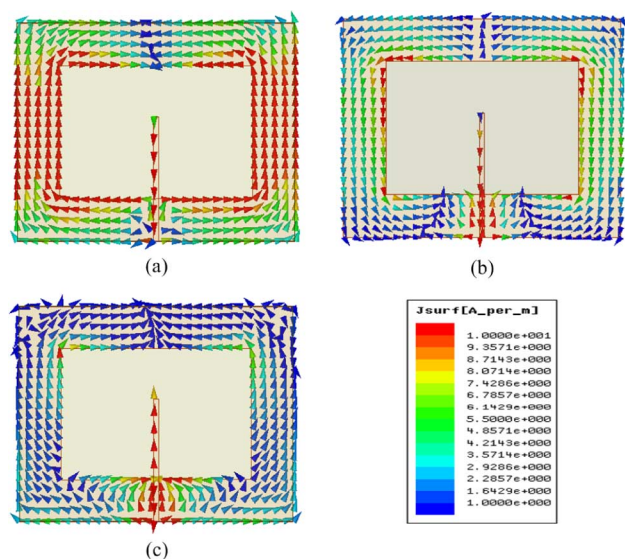 (a)
(b)
(c)
Jsurf[A_per_m]
1.0000e+001
9.3571e+000
8.7143e+000
8.0714e+000
7.4286e+000
6.7857e+000
6.1429e+000
5.5000e+000
4.8571e+000
4.2143e+000
3.5714e+000
2.9286e+000
2.2857e+000
1.6429e+000
1.0000e+000